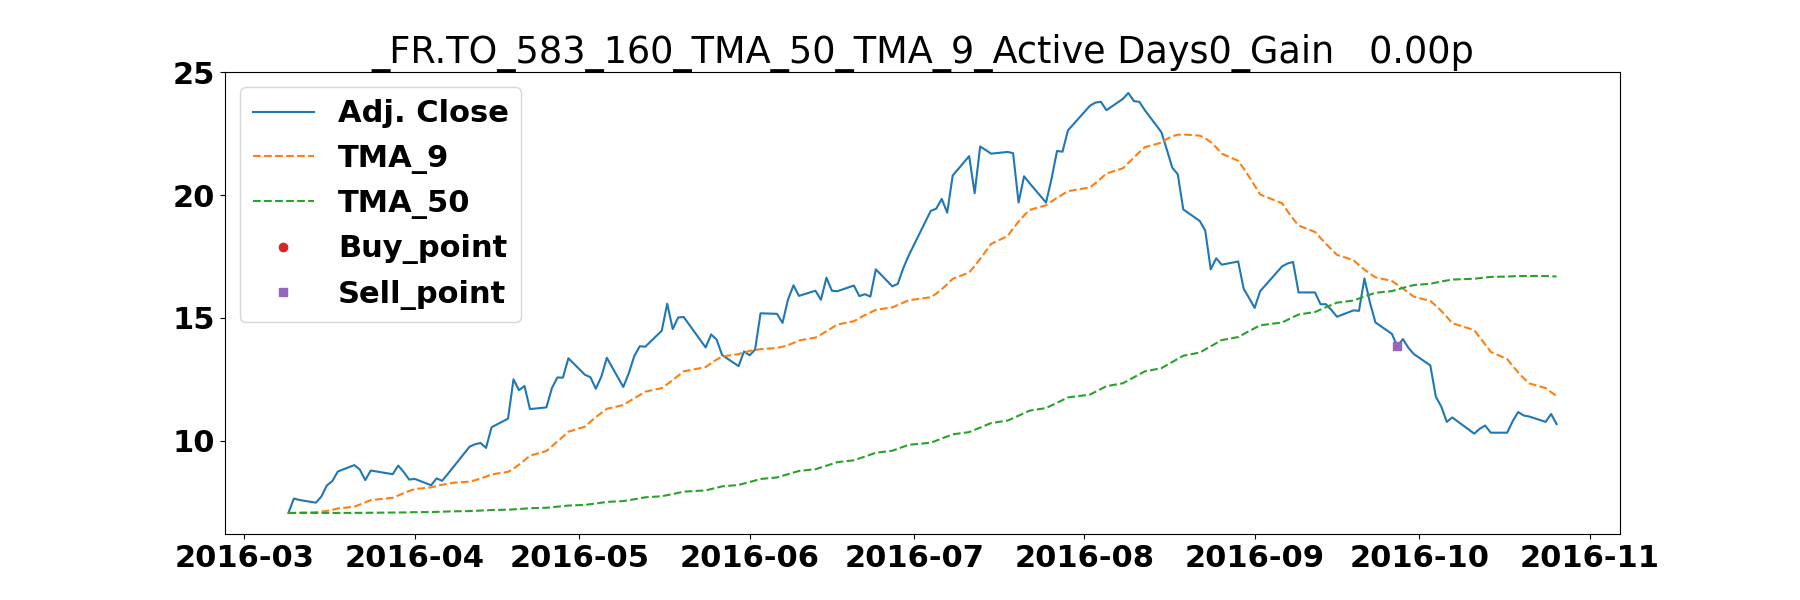 _FR.TO_583_160_TMA_50_TMA_9_Active Days0_Gain   0.00p
25
20
15
10
Adj. Close
TMA_9
TMA_50
Buy_point
Sell_point
2016-03 2016-04 2016-05 2016-06 2016-07 2016-08 2016-09 2016-10 2016-11